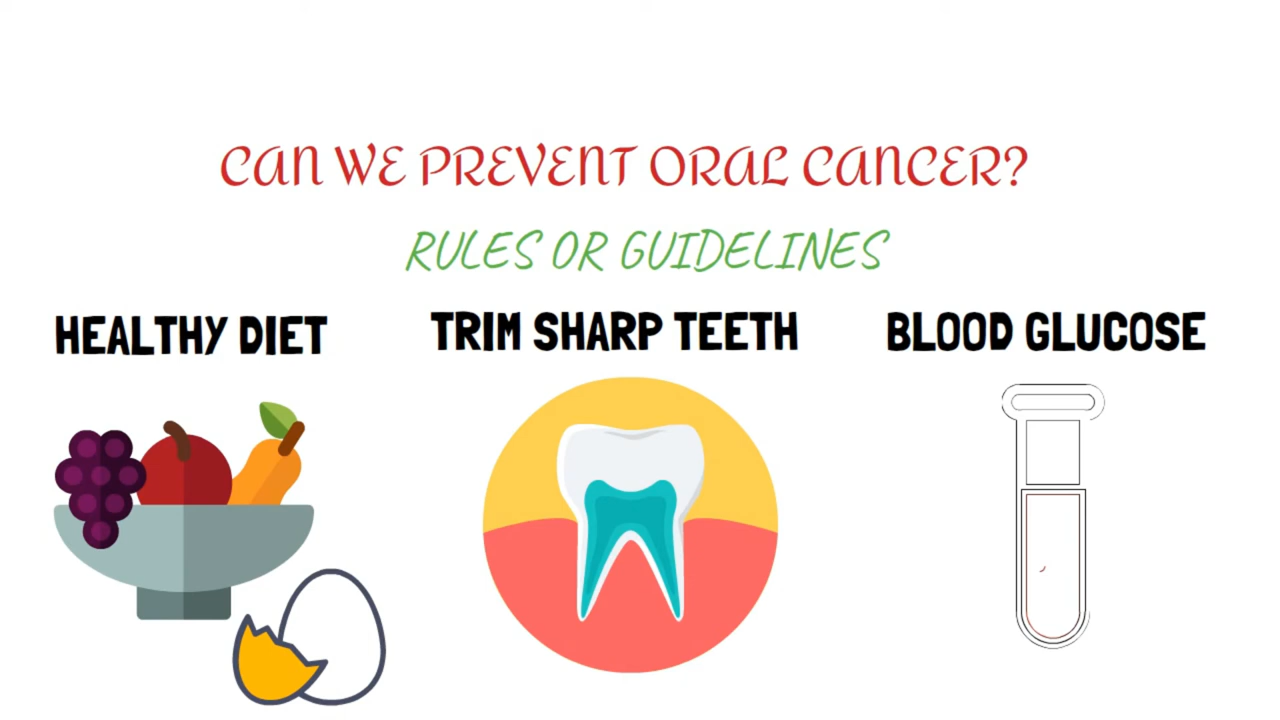 CAN WE PREVENT ORAL CANCER?
RULES OR GUIDELINES
HEALTHY DIET
TRIM SHARP TEETH
BLOOD GLUCOSE